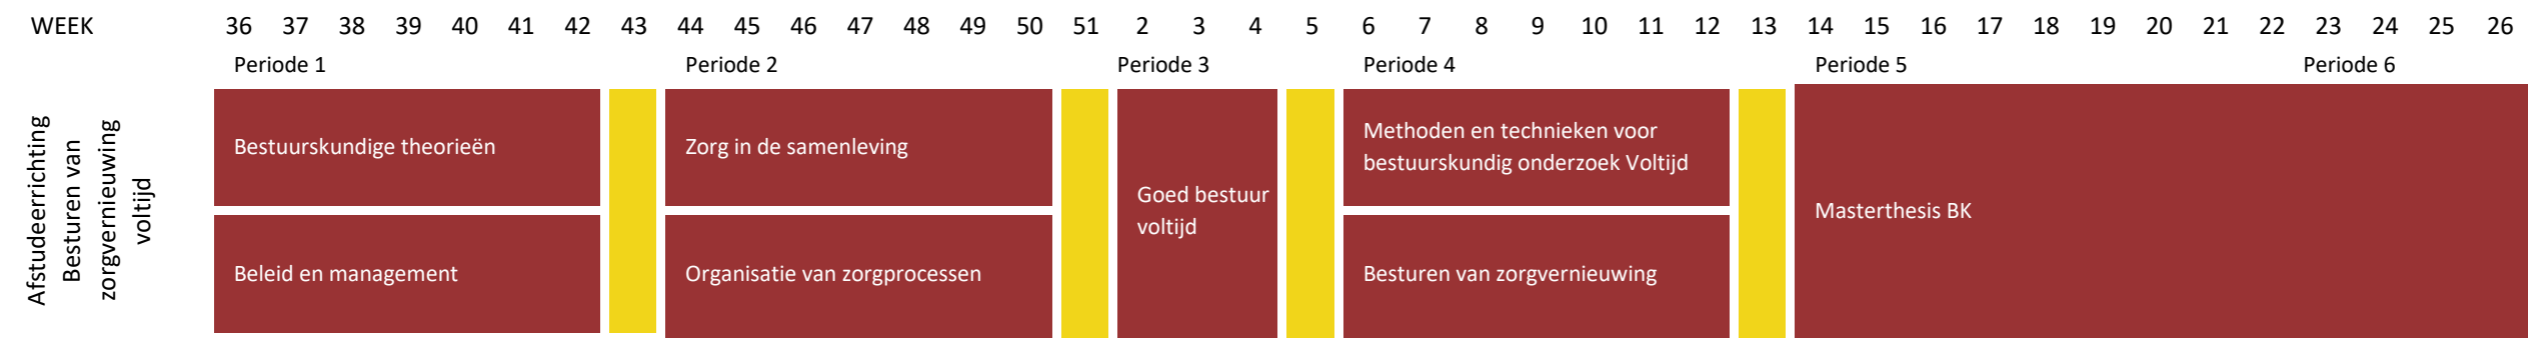 WEEK 36 37 38 39 40 41 42 43 44 45 46 47 48 49 50 51 2 3 4 5 6 7 8 9 10 11 12 13 14 15 16 17 18 19 20 21 22 23 24 25 26
Periode 1 Periode 2 Periode 3 Periode 4 Periode 5 Periode 6
Afstudeerrichting
Besturen van
zorgvernieuwing
voltijd
Bestuurskundige theorieën
Beleid en management
Zorg in de samenleving
Organisatie van zorgprocessen
Goed bestuur
voltijd
Methoden en technieken voor
bestuurskundig onderzoek Voltijd
Besturen van zorgvernieuwing
Masterthesis BK